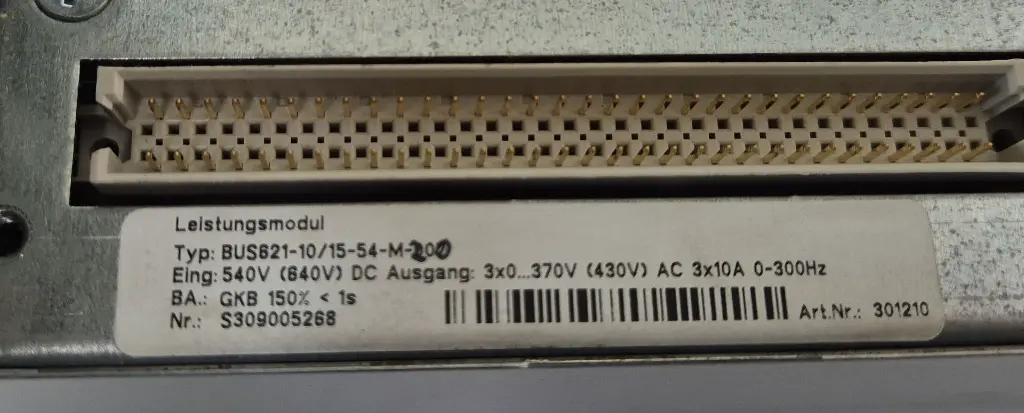 Leistungsmodul
Typ: BUS621-10/15-54-M-200
Eing: 540V (640V) DC Ausgang: 3x0...370V (430V) AC 3x10A 0-300Hz
BA.: GKB 150% < 1s
Nr.: S309005268
Art.Nr.: 301210